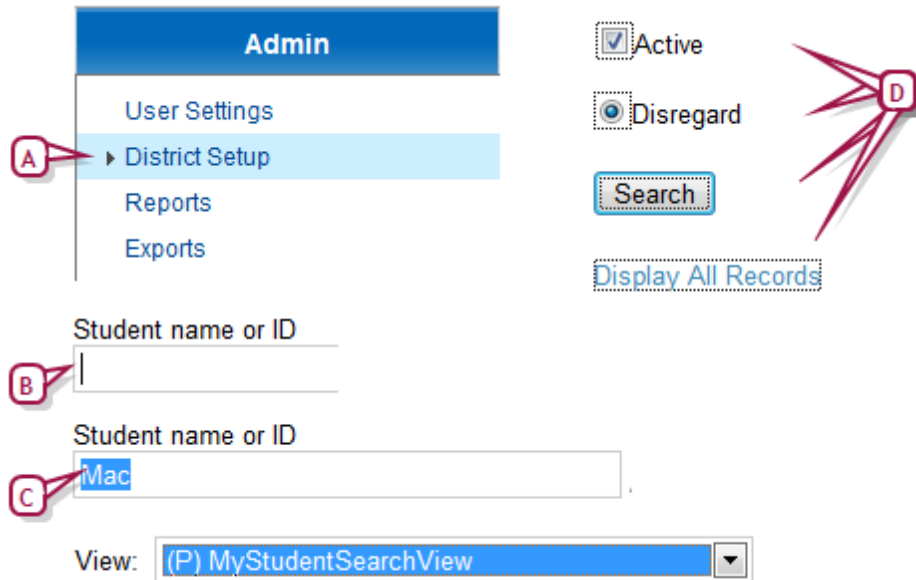 Admin
User Settings
A
District Setup
Reports
Exports
Active
Disregard
D
Search
Display All Records
Student name or ID
B
Student name or ID
Mac
C
View: (P) MyStudentSearchView